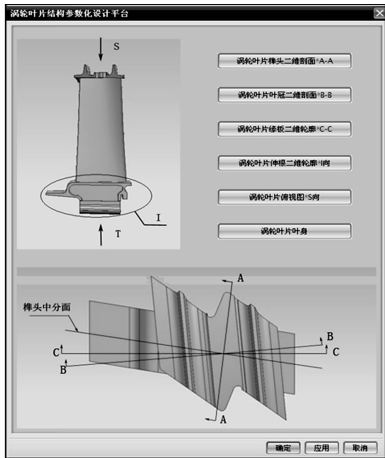 涡轮叶片结构参数化设计平台
S
涡轮叶片榫头二维剖面*A-A
涡轮叶片叶冠二维剖面*B-B
涡轮叶片缘板二维轮廓*C-C
涡轮叶片伸根二维轮廓*I向
涡轮叶片俯视图*S向
涡轮叶片叶身
I
T
A
榫头中分面
B
C
C
B
A
确定
应用
取消